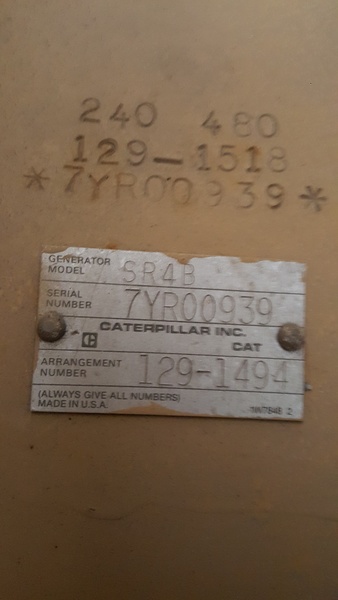 240 480
129-1518
*7YR00939*
GENERATOR
MODEL SR4B
SERIAL
NUMBER 7YR00939
CATERPILLAR INC.
CAT
ARRANGEMENT
NUMBER 129-1494
(ALWAYS GIVE ALL NUMBERS)
MADE IN U.S.A.